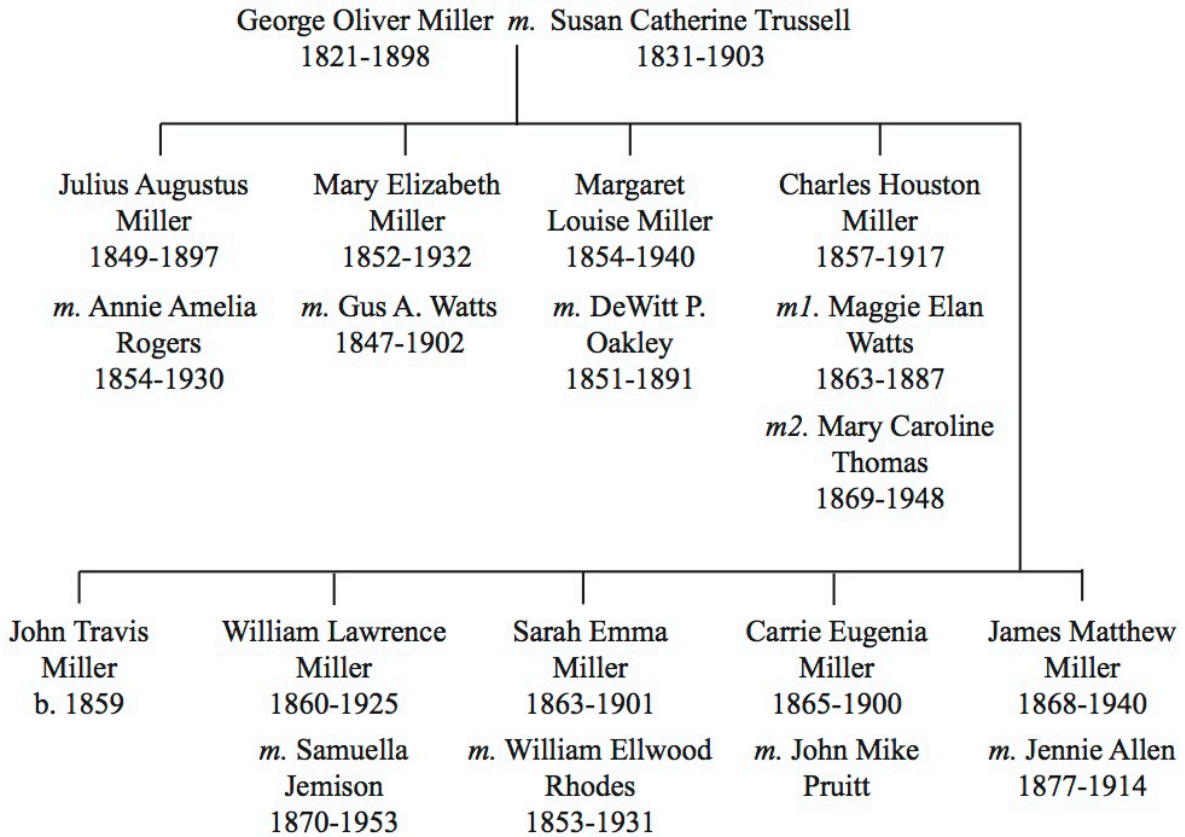 George Oliver Miller m. Susan Catherine Trussell
1821-1898 1831-1903
Julius Augustus
Miller
1849-1897
m. Annie Amelia
Rogers
1854-1930
Mary Elizabeth
Miller
1852-1932
m. Gus A. Watts
1847-1902
Margaret
Louise Miller
1854-1940
m. DeWitt P.
Oakley
1851-1891
Charles Houston
Miller
1857-1917
m1. Maggie Elan
Watts
1863-1887
m2. Mary Caroline
Thomas
1869-1948
John Travis
Miller
b. 1859
William Lawrence
Miller
1860-1925
m. Samuella
Jemison
1870-1953
Sarah Emma
Miller
1863-1901
m. William Ellwood
Rhodes
1853-1931
Carrie Eugenia
Miller
1865-1900
m. John Mike
Pruitt
James Matthew
Miller
1868-1940
m. Jennie Allen
1877-1914